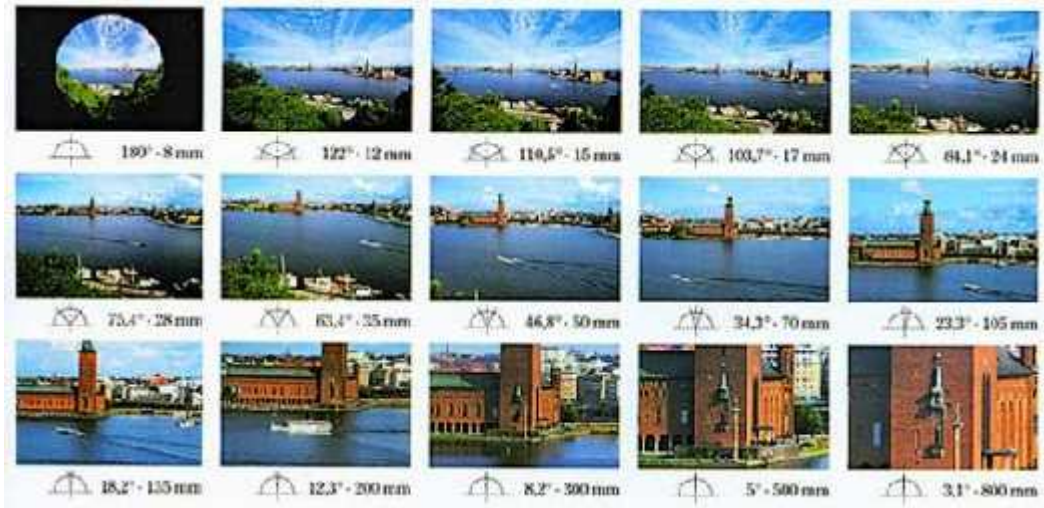 180° - 8 mm
122° - 12 mm
110,5° - 15 mm
103,7° - 17 mm
84,1° - 24 mm
75,4° - 28 mm
63,4° - 35 mm
46,8° - 50 mm
34,3° - 70 mm
23,3° - 105 mm
18,2° - 135 mm
12,3° - 200 mm
8,2° - 300 mm
5° - 500 mm
3,1° - 800 mm